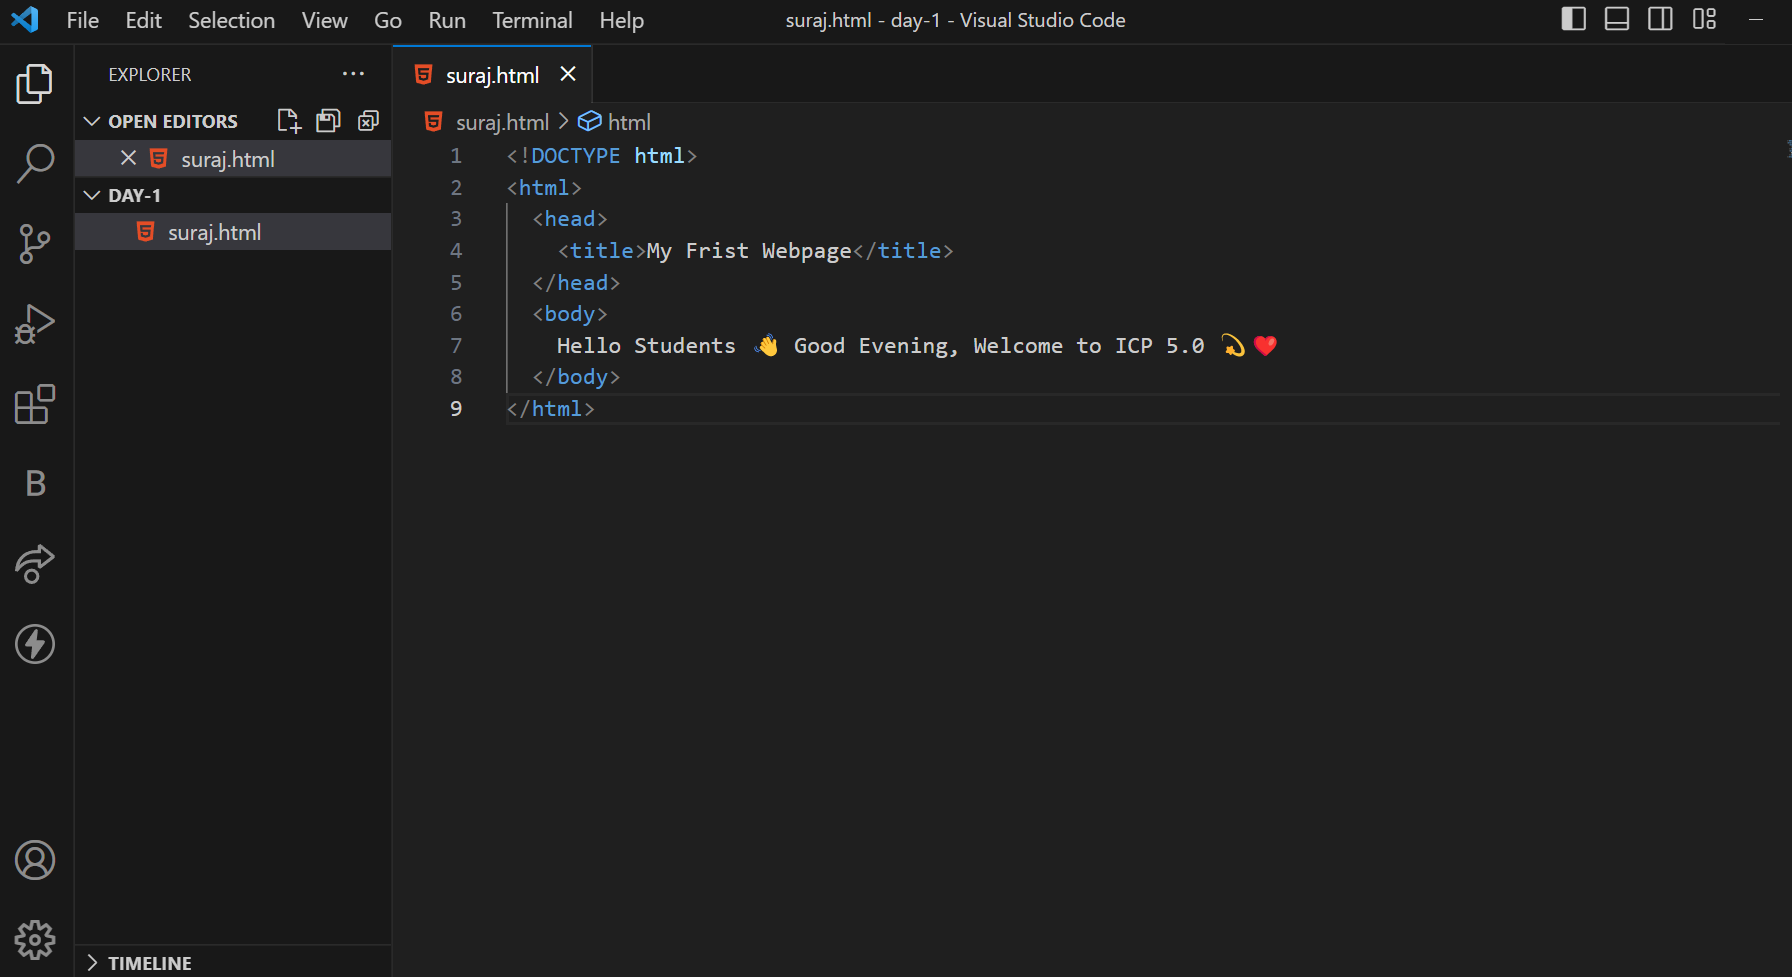 File Edit Selection View Go Run Terminal Help suraj.html - day-1 - Visual Studio Code
EXPLORER
OPEN EDITORS
suraj.html
DAY-1
suraj.html
TIMELINE
B
suraj.html
suraj.html > html
1 <!DOCTYPE html>
2 <html>
3 <head>
4 <title>My Frist Webpage</title>
5 </head>
6 <body>
7 Hello Students 👋 Good Evening, Welcome to ICP 5.0 💫❤️
8 </body>
9 </html>